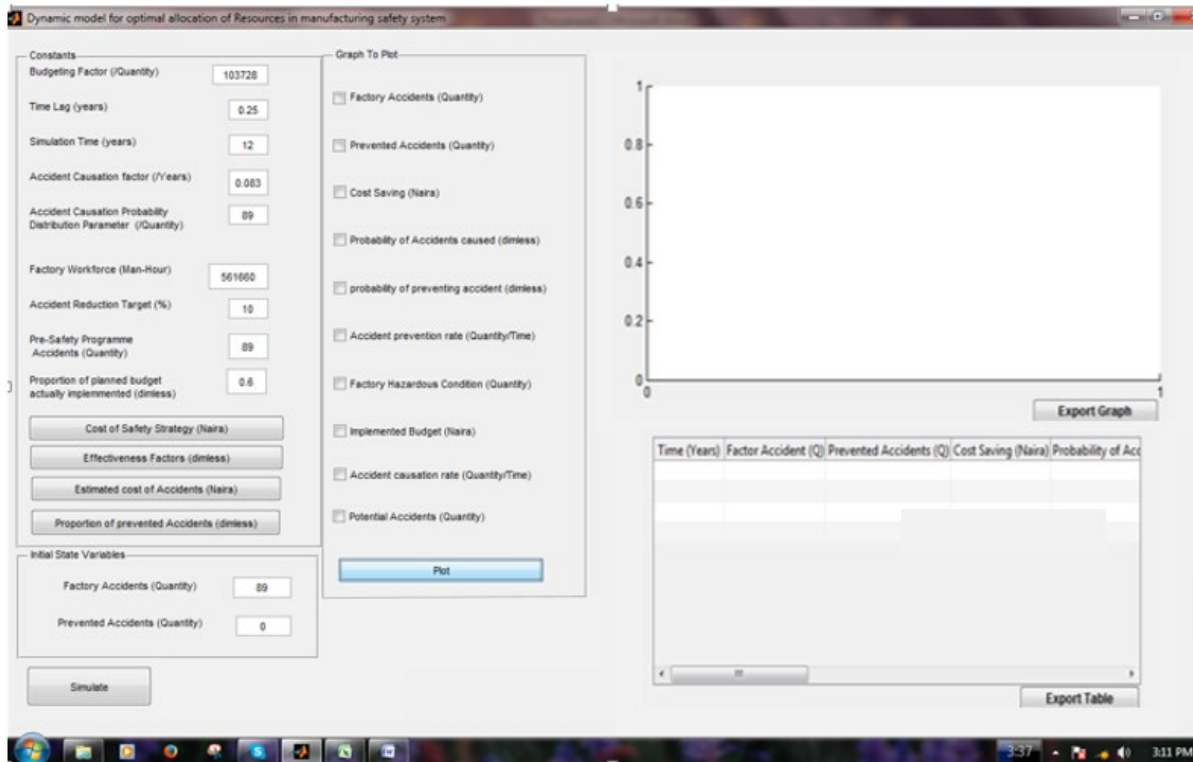 Dynamic model for optimal allocation of Resources in manufacturing safety system
Constants
Budgeting Factor (/Quantity)
103728
Time Lag (years)
0.25
Simulation Time (years)
12
Accident Causation factor (/Years)
0.083
Accident Causation Probability
Distribution Parameter (/Quantity)
89
Factory Workforce (Man-Hour)
561660
Accident Reduction Target (%)
10
Pre-Safety Programme
Accidents (Quantity)
89
Proportion of planned budget
actually implemmented (dimless)
0.6
Cost of Safety Strategy (Naira)
Effectiveness Factors (dimless)
Estimated cost of Accidents (Naira)
Proportion of prevented Accidents (dimless)
Initial State Variables
Factory Accidents (Quantity)
89
Prevented Accidents (Quantity)
0
Simulate
Graph To Plot
Factory Accidents (Quantity)
Prevented Accidents (Quantity)
Cost Saving (Naira)
Probability of Accidents caused (dimless)
probability of preventing accident (dimless)
Accident prevention rate (Quantity/Time)
Factory Hazardous Condition (Quantity)
Implemented Budget (Naira)
Accident causation rate (Quantity/Time)
Potential Accidents (Quantity)
Plot
1
0.8
0.6
0.4
0.2
0
0 1
Export Graph
Time (Years) Factor Accident (Q) Prevented Accidents (Q) Cost Saving (Naira) Probability of Acc
Export Table
3:37 3:11 PM